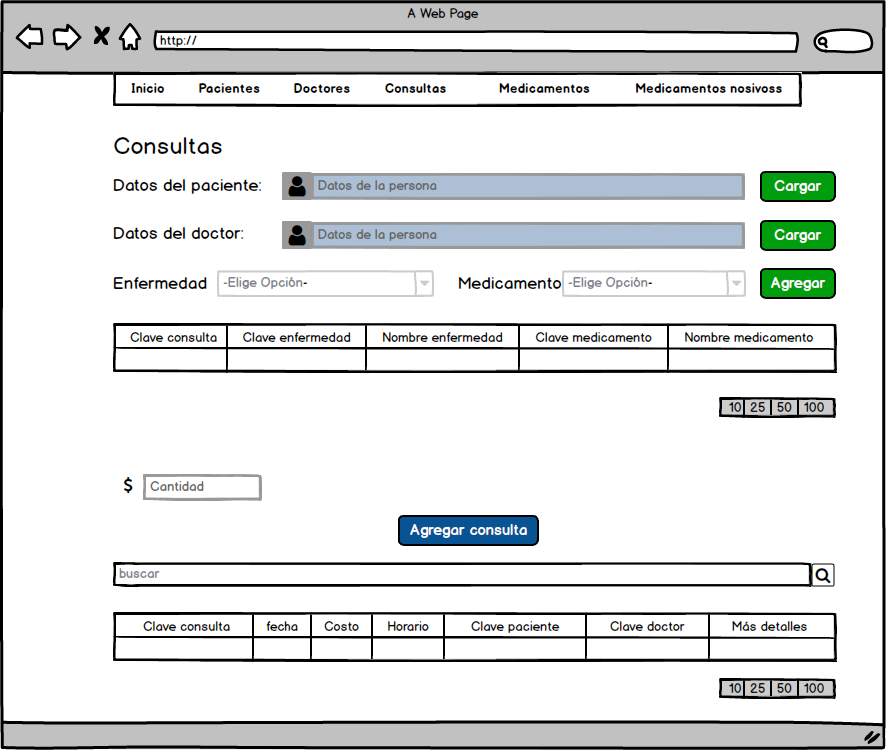 A Web Page
http://
Inicio Pacientes Doctores Consultas Medicamentos Medicamentos nosivoss
Consultas
Datos del paciente: Datos de la persona Cargar
Datos del doctor: Datos de la persona Cargar
Enfermedad -Elige Opción- Medicamento -Elige Opción- Agregar
Clave consulta Clave enfermedad Nombre enfermedad Clave medicamento Nombre medicamento
10 25 50 100
$ Cantidad
Agregar consulta
buscar
Clave consulta fecha Costo Horario Clave paciente Clave doctor Más detalles
10 25 50 100